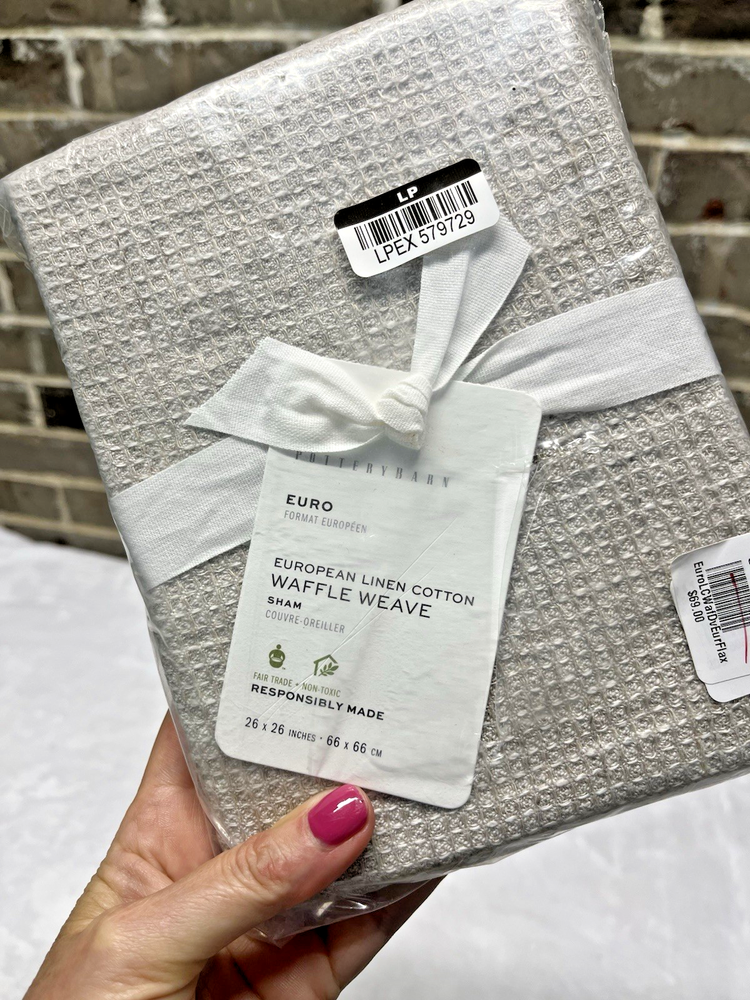 LP
LPEX 579729
POTTERYBARN
EURO
FORMAT EUROPÉEN
EUROPEAN LINEN COTTON
WAFFLE WEAVE
SHAM
COUVRE-OREILLER
FAIR TRADE • NON-TOXIC
RESPONSIBLY MADE
26 x 26 INCHES • 66 x 66 CM
EuroLCWafDvEurFlax
$69.00